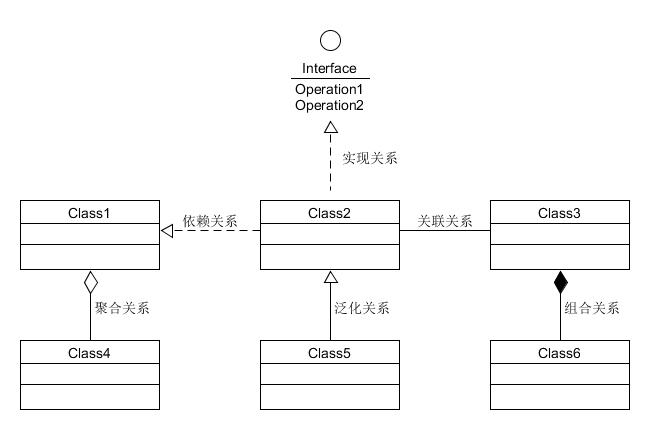 Interface
Operation1
Operation2
实现关系
Class1
依赖关系
Class2
关联关系
Class3
聚合关系
泛化关系
组合关系
Class4
Class5
Class6